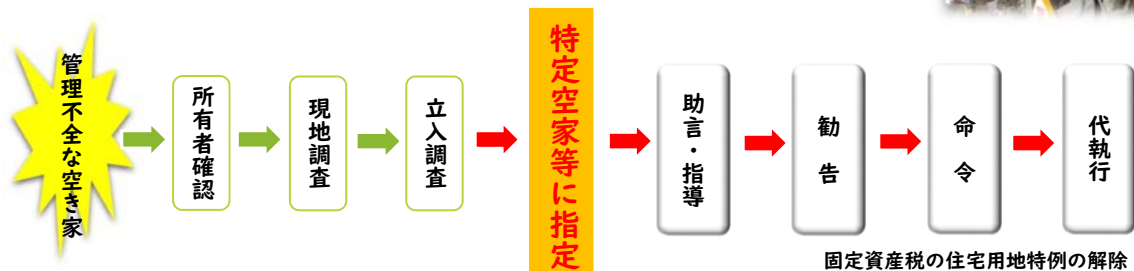 管理不全な空き家
所有者確認
現地調査
立入調査
特定空家等に指定
助言・指導
勧告
命令
代執行
固定資産税の住宅用地特例の解除